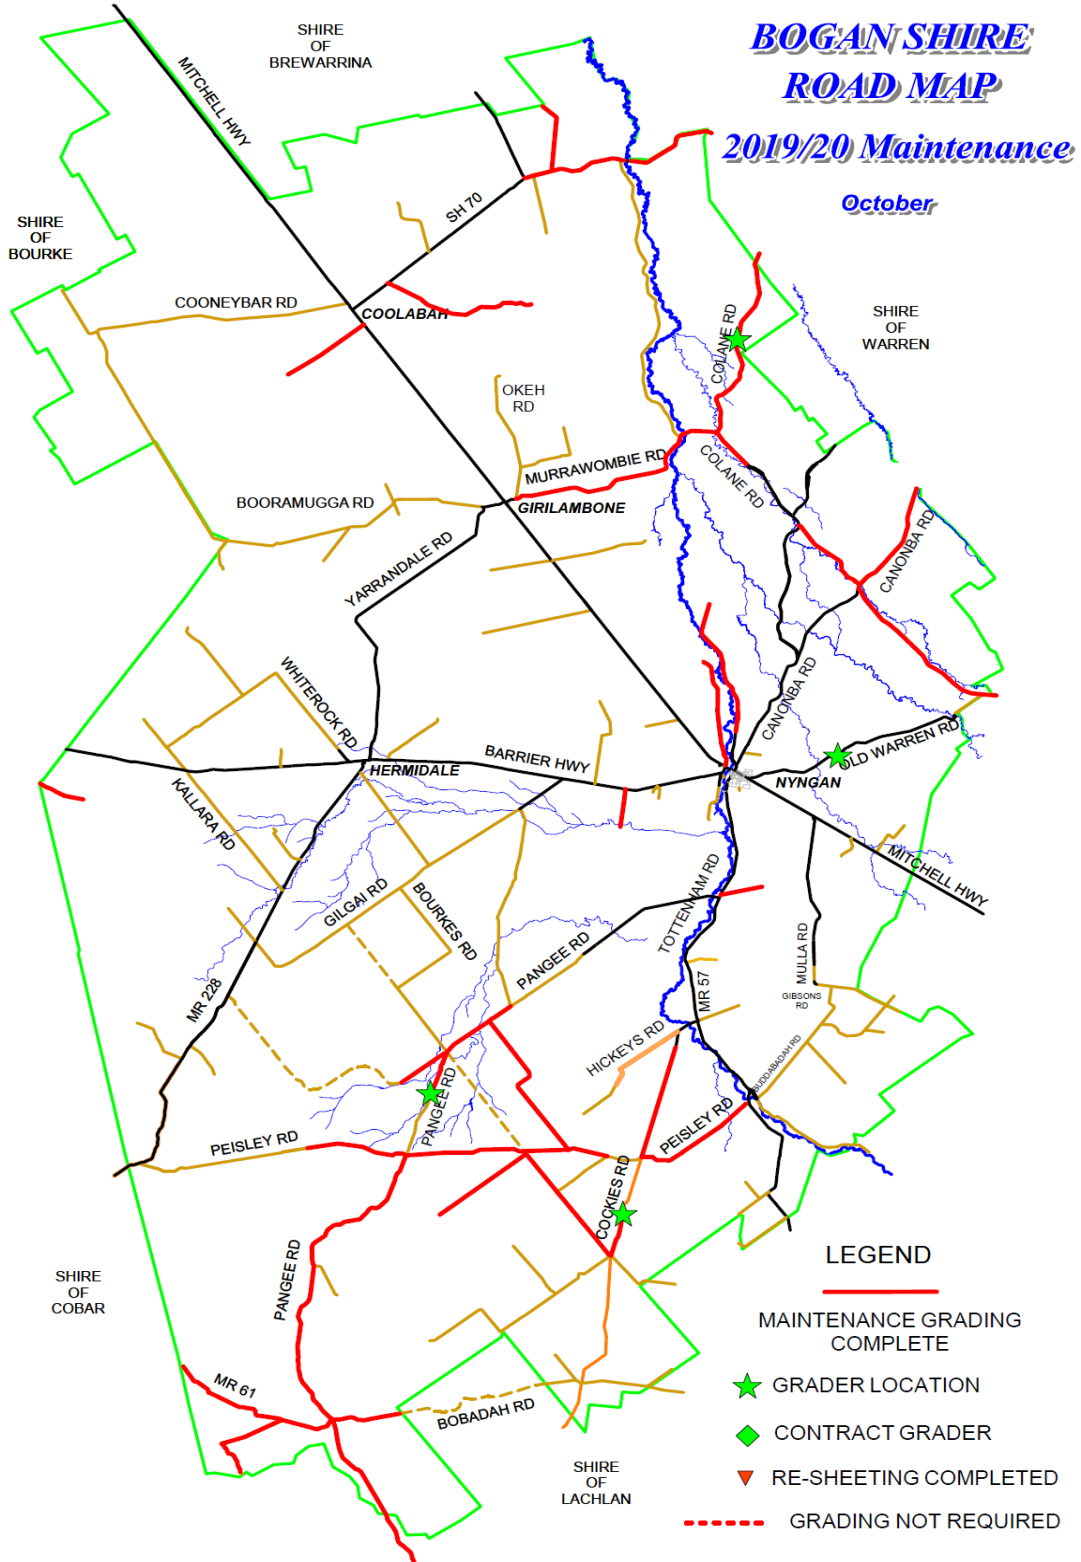 BOGAN SHIRE
ROAD MAP
2019/20 Maintenance
October
SHIRE
OF
BREWARRINA
MITCHELL HWY
SH 70
SHIRE
OF
BOURKE
COONEYBAR RD
COOLABAH
COLANE RD
SHIRE
OF
WARREN
OKEH
RD
MURRAWOMBIE RD
COLANE RD
BOORAMUGGA RD
GIRILAMBONE
YARRANDALE RD
CANONBA RD
WHITEROCK RD
CANONBA RD
BARRIER HWY
OLD WARREN RD
HERMIDALE
NYNGAN
KALLARA RD
MITCHELL HWY
GILGAI RD
BOURKES RD
TOTTENHAM RD
PANGEE RD
MULLA RD
MR 228
MR 57
GIBSONS
RD
HICKEYS RD
BUDDABADAH RD
PANGEE RD
PEISLEY RD
PEISLEY RD
COCKIES RD
PANGEE RD
SHIRE
OF
COBAR
MR 61
BOBADAH RD
SHIRE
OF
LACHLAN
LEGEND
MAINTENANCE GRADING
COMPLETE
GRADER LOCATION
CONTRACT GRADER
RE-SHEETING COMPLETED
GRADING NOT REQUIRED